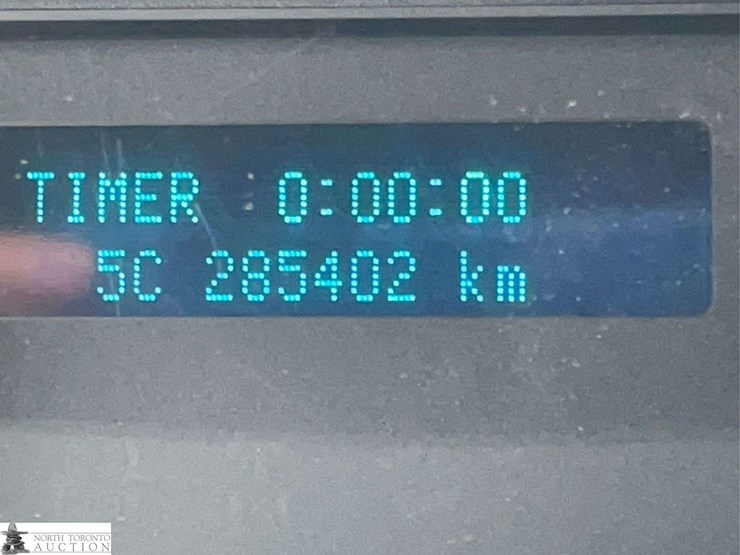 TIMER 0:00:00
5C 285402 km
NORTH TORONTO
AUCTION